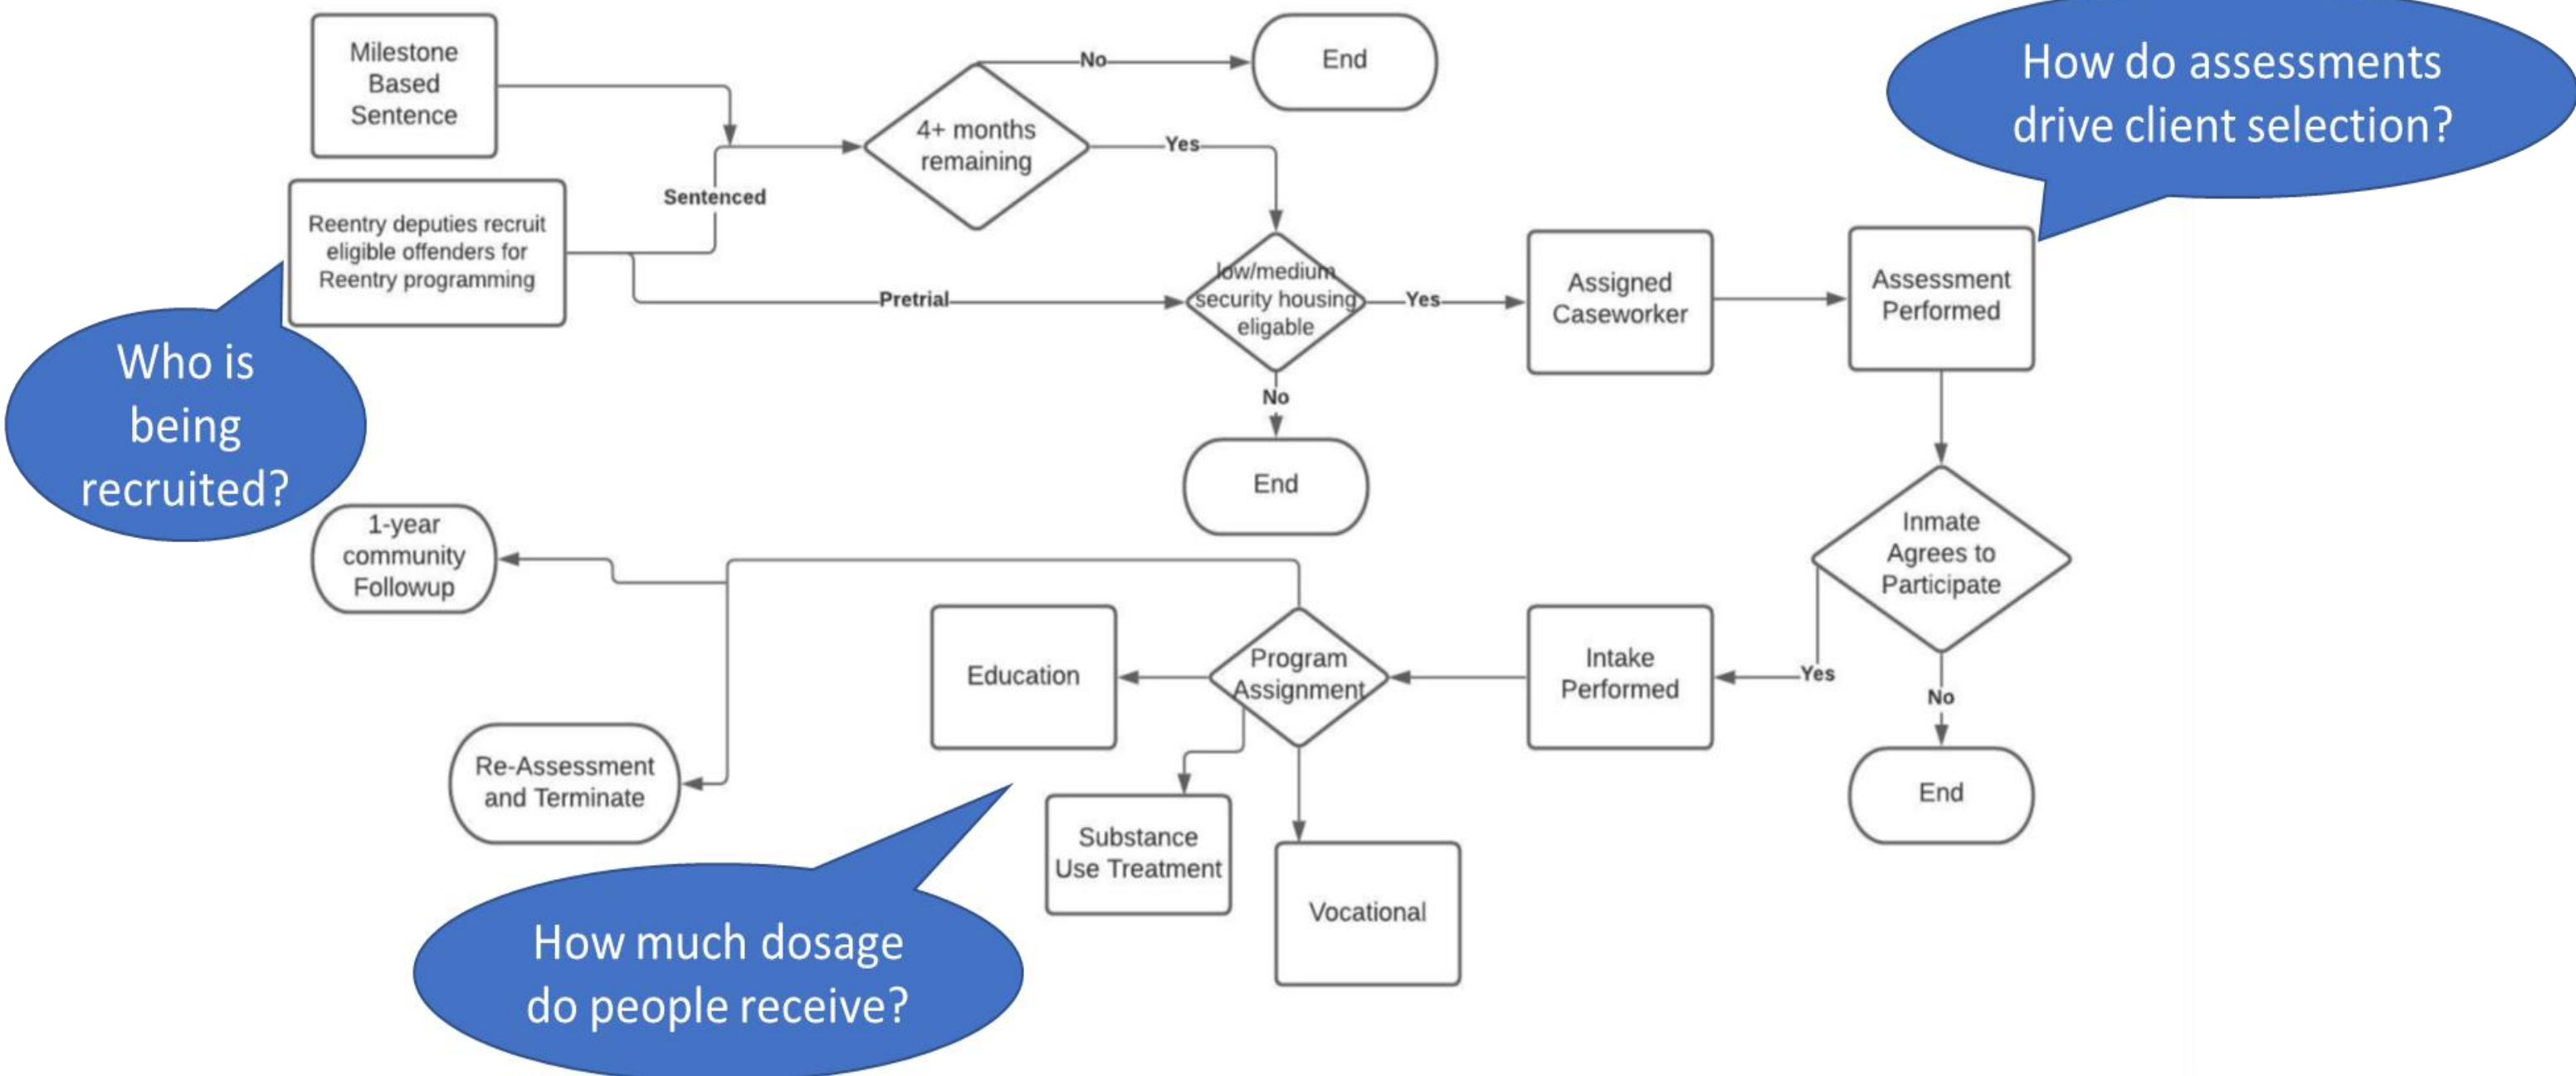 Milestone
Based
Sentence
No
End
How do assessments
drive client selection?
4+ months
remaining
Yes
Sentenced
Reentry deputies recruit
eligible offenders for
Reentry programming
Pretrial
low/medium
security housing
eligable
Yes
Assigned
Caseworker
Assessment
Performed
Who is
being
recruited?
No
End
1-year
community
Followup
Inmate
Agrees to
Participate
Education
Program
Assignment
Intake
Performed
Yes
No
Re-Assessment
and Terminate
End
Substance
Use Treatment
Vocational
How much dosage
do people receive?